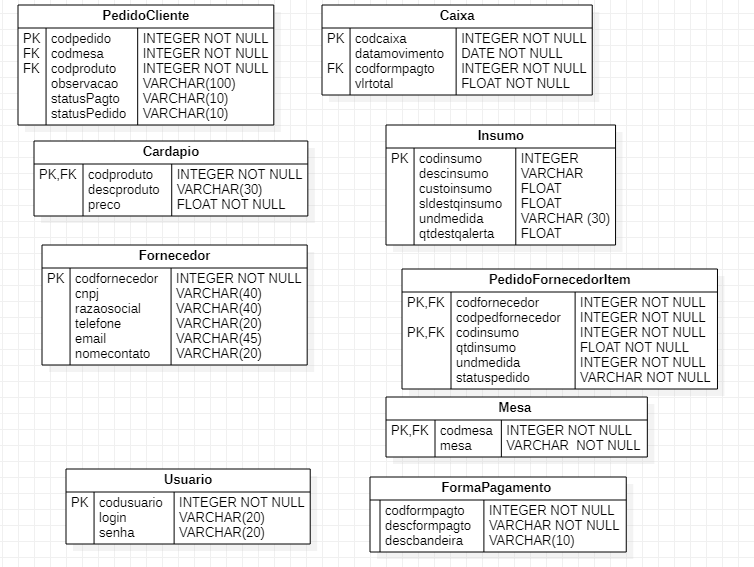 PedidoCliente
PK codpedido INTEGER NOT NULL
FK codmesa INTEGER NOT NULL
FK codproduto INTEGER NOT NULL
observacao VARCHAR(100)
statusPagto VARCHAR(10)
statusPedido VARCHAR(10)
Caixa
PK codcaixa INTEGER NOT NULL
datamovimento DATE NOT NULL
FK codformpagto INTEGER NOT NULL
vlrtotal FLOAT NOT NULL
Cardapio
PK,FK codproduto INTEGER NOT NULL
descproduto VARCHAR(30)
preco FLOAT NOT NULL
Insumo
PK codinsumo INTEGER
descinsumo VARCHAR
custoinsumo FLOAT
sldestqinsumo FLOAT
undmedida VARCHAR (30)
qtdestqalerta FLOAT
Fornecedor
PK codfornecedor INTEGER NOT NULL
cnpj VARCHAR(40)
razaosocial VARCHAR(40)
telefone VARCHAR(20)
email VARCHAR(45)
nomecontato VARCHAR(20)
PedidoFornecedorItem
PK,FK codfornecedor INTEGER NOT NULL
codpedfornecedor INTEGER NOT NULL
PK,FK codinsumo INTEGER NOT NULL
qtdinsumo FLOAT NOT NULL
undmedida INTEGER NOT NULL
statuspedido VARCHAR NOT NULL
Mesa
PK,FK codmesa INTEGER NOT NULL
mesa VARCHAR NOT NULL
Usuario
PK codusuario INTEGER NOT NULL
login VARCHAR(20)
senha VARCHAR(20)
FormaPagamento
codformpagto INTEGER NOT NULL
descformpagto VARCHAR NOT NULL
descbandeira VARCHAR(10)